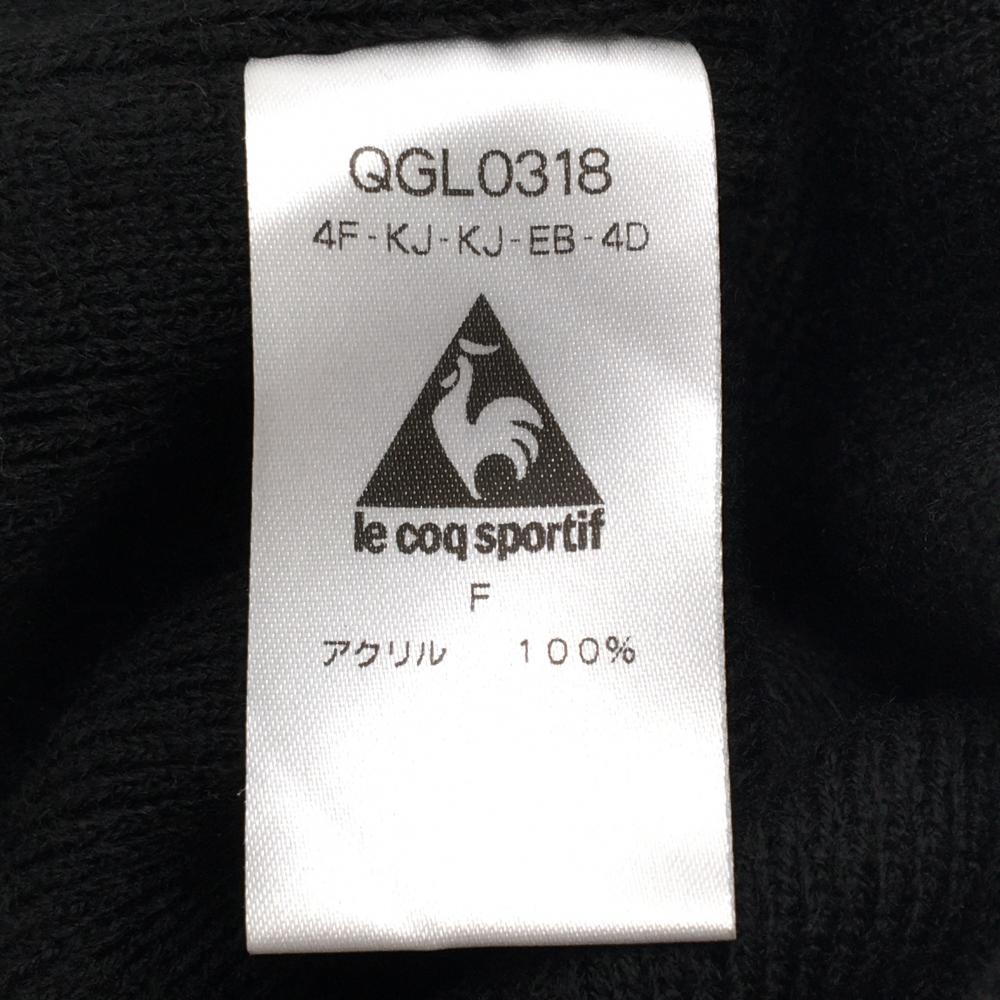 QGL0318
4F-KJ-KJ-EB-4D
le coq sportif
F
アクリル 100%